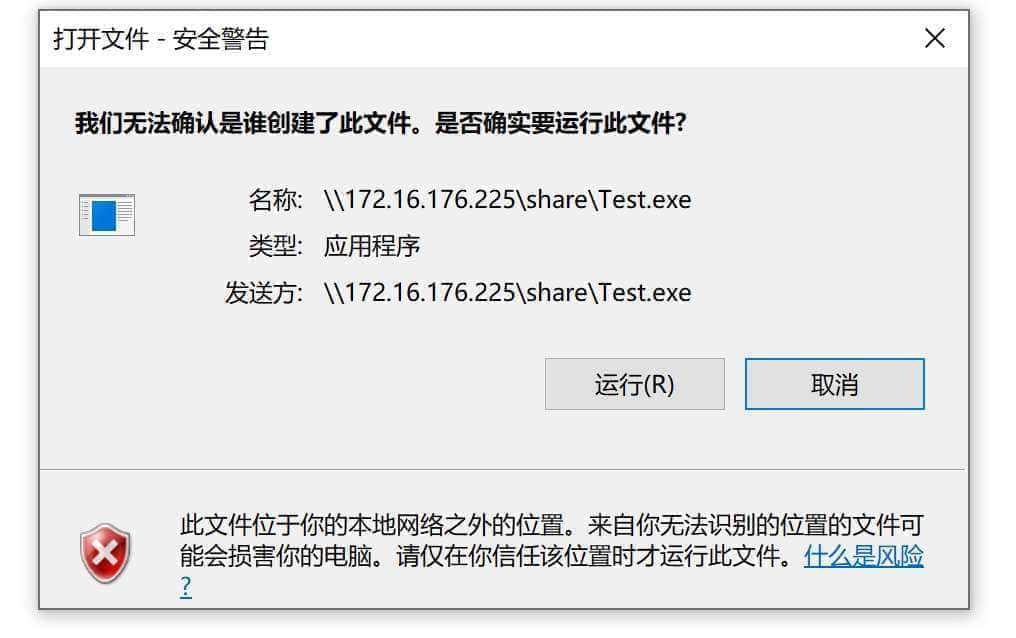 打开文件 - 安全警告
我们无法确认是谁创建了此文件。是否确实要运行此文件?
名称: \\172.16.176.225\share\Test.exe
类型: 应用程序
发送方: \\172.16.176.225\share\Test.exe
运行(R) 取消
此文件位于你的本地网络之外的位置。来自你无法识别的位置的文件可
能会损害你的电脑。请仅在你信任该位置时才运行此文件。什么是风险
?